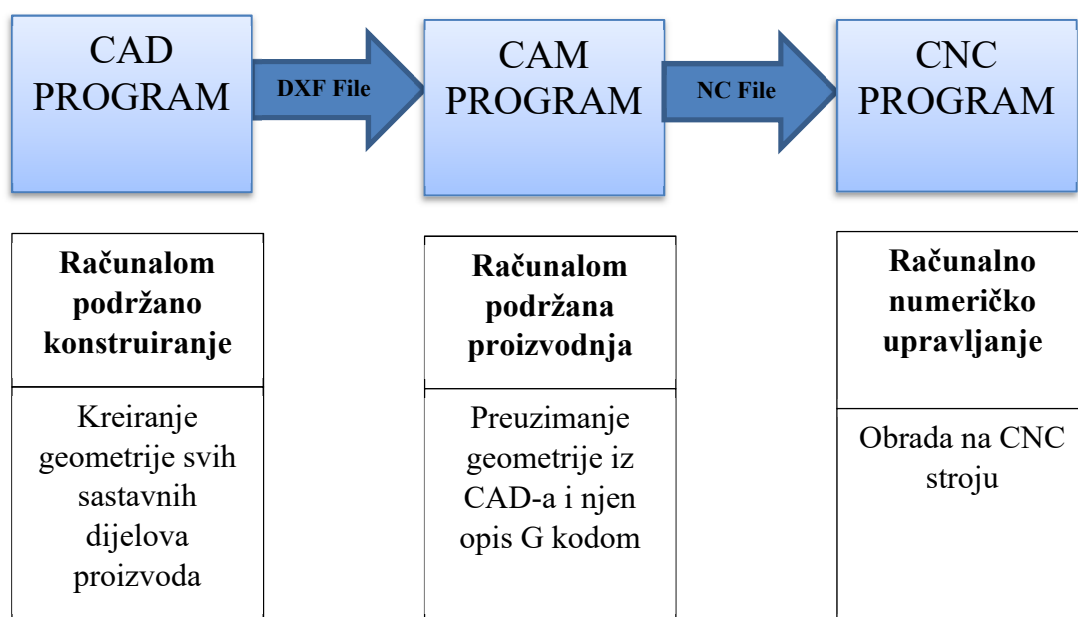 CAD
PROGRAM
DXF File
CAM
PROGRAM
NC File
CNC
PROGRAM
Računalom
podržano
konstruiranje
Kreiranje
geometrije svih
sastavnih
dijelova
proizvoda
Računalom
podržana
proizvodnja
Preuzimanje
geometrije iz
CAD-a i njen
opis G kodom
Računalno
numeričko
upravljanje
Obrada na CNC
stroju